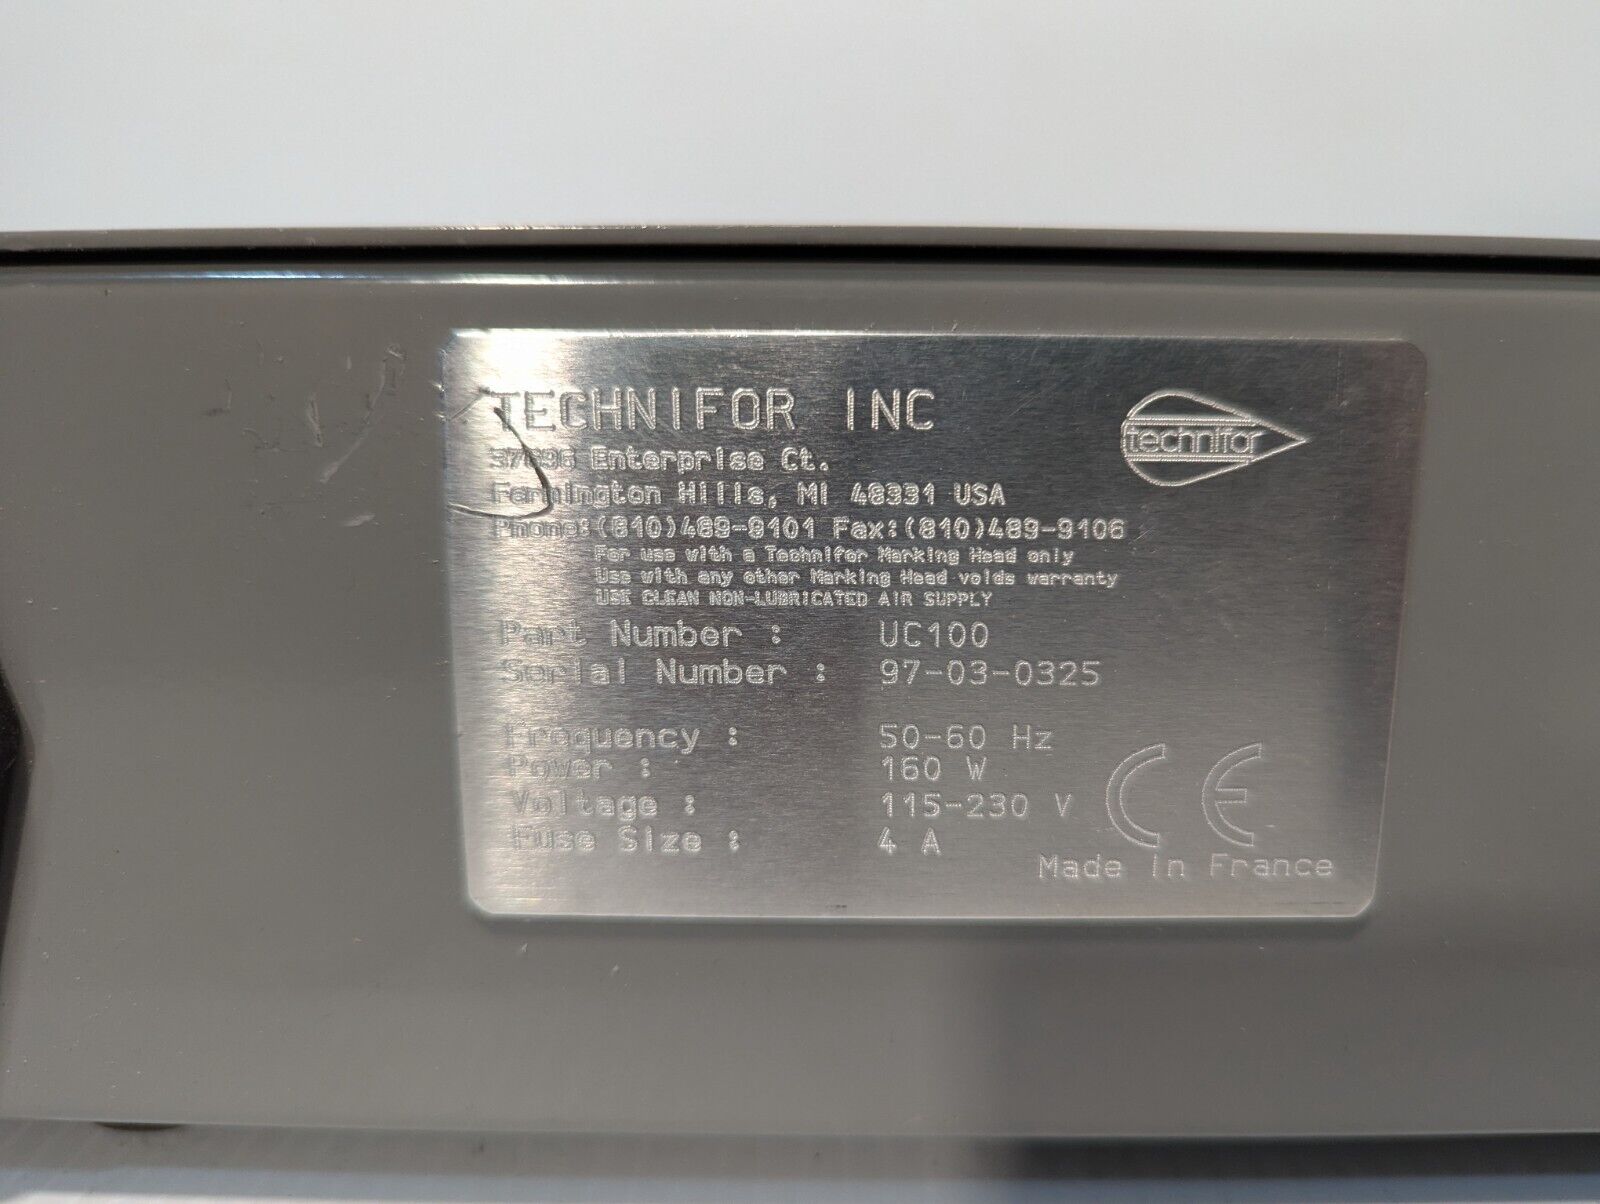 TECHNIFOR INC
technifor
37696 Enterprise Ct.
Farmington Hills, MI 48331 USA
Phone:(810)489-9101 Fax:(810)489-9106
For use with a Technifor Marking Head only
Use with any other Marking Head voids warranty
USE CLEAN NON-LUBRICATED AIR SUPPLY
Part Number : UC100
Serial Number : 97-03-0325
Frequency : 50-60 Hz
Power : 160 W
Voltage : 115-230 V
Fuse Size : 4 A
CE
Made In France